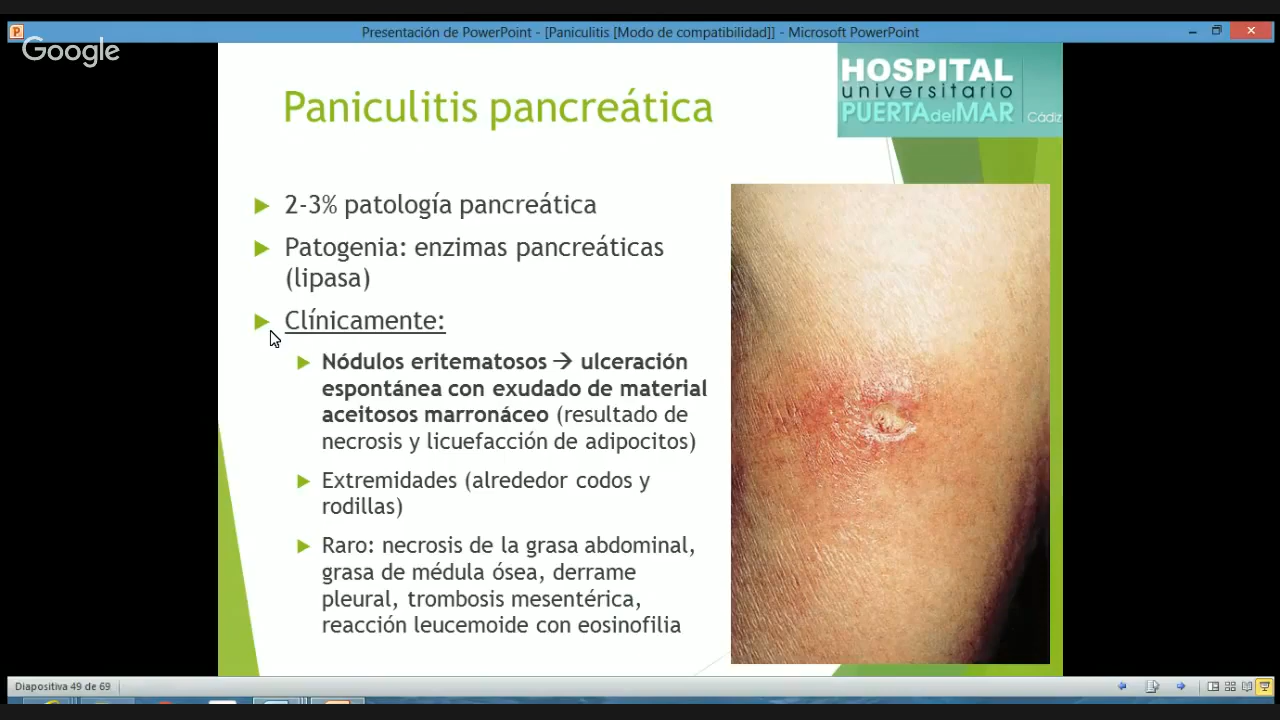 Presentación de PowerPoint - [Paniculitis [Modo de compatibilidad]] - Microsoft PowerPoint
Google
HOSPITAL
universitario
PUERTAdelMAR
Cádiz
Paniculitis pancreática
2-3% patología pancreática
Patogenia: enzimas pancreáticas
(lipasa)
Clínicamente:
Nódulos eritematosos → ulceración
espontánea con exudado de material
aceitosos marronáceo (resultado de
necrosis y licuefacción de adipocitos)
Extremidades (alrededor codos y
rodillas)
Raro: necrosis de la grasa abdominal,
grasa de médula ósea, derrame
pleural, trombosis mesentérica,
reacción leucemoide con eosinofilia
Diapositiva 49 de 69